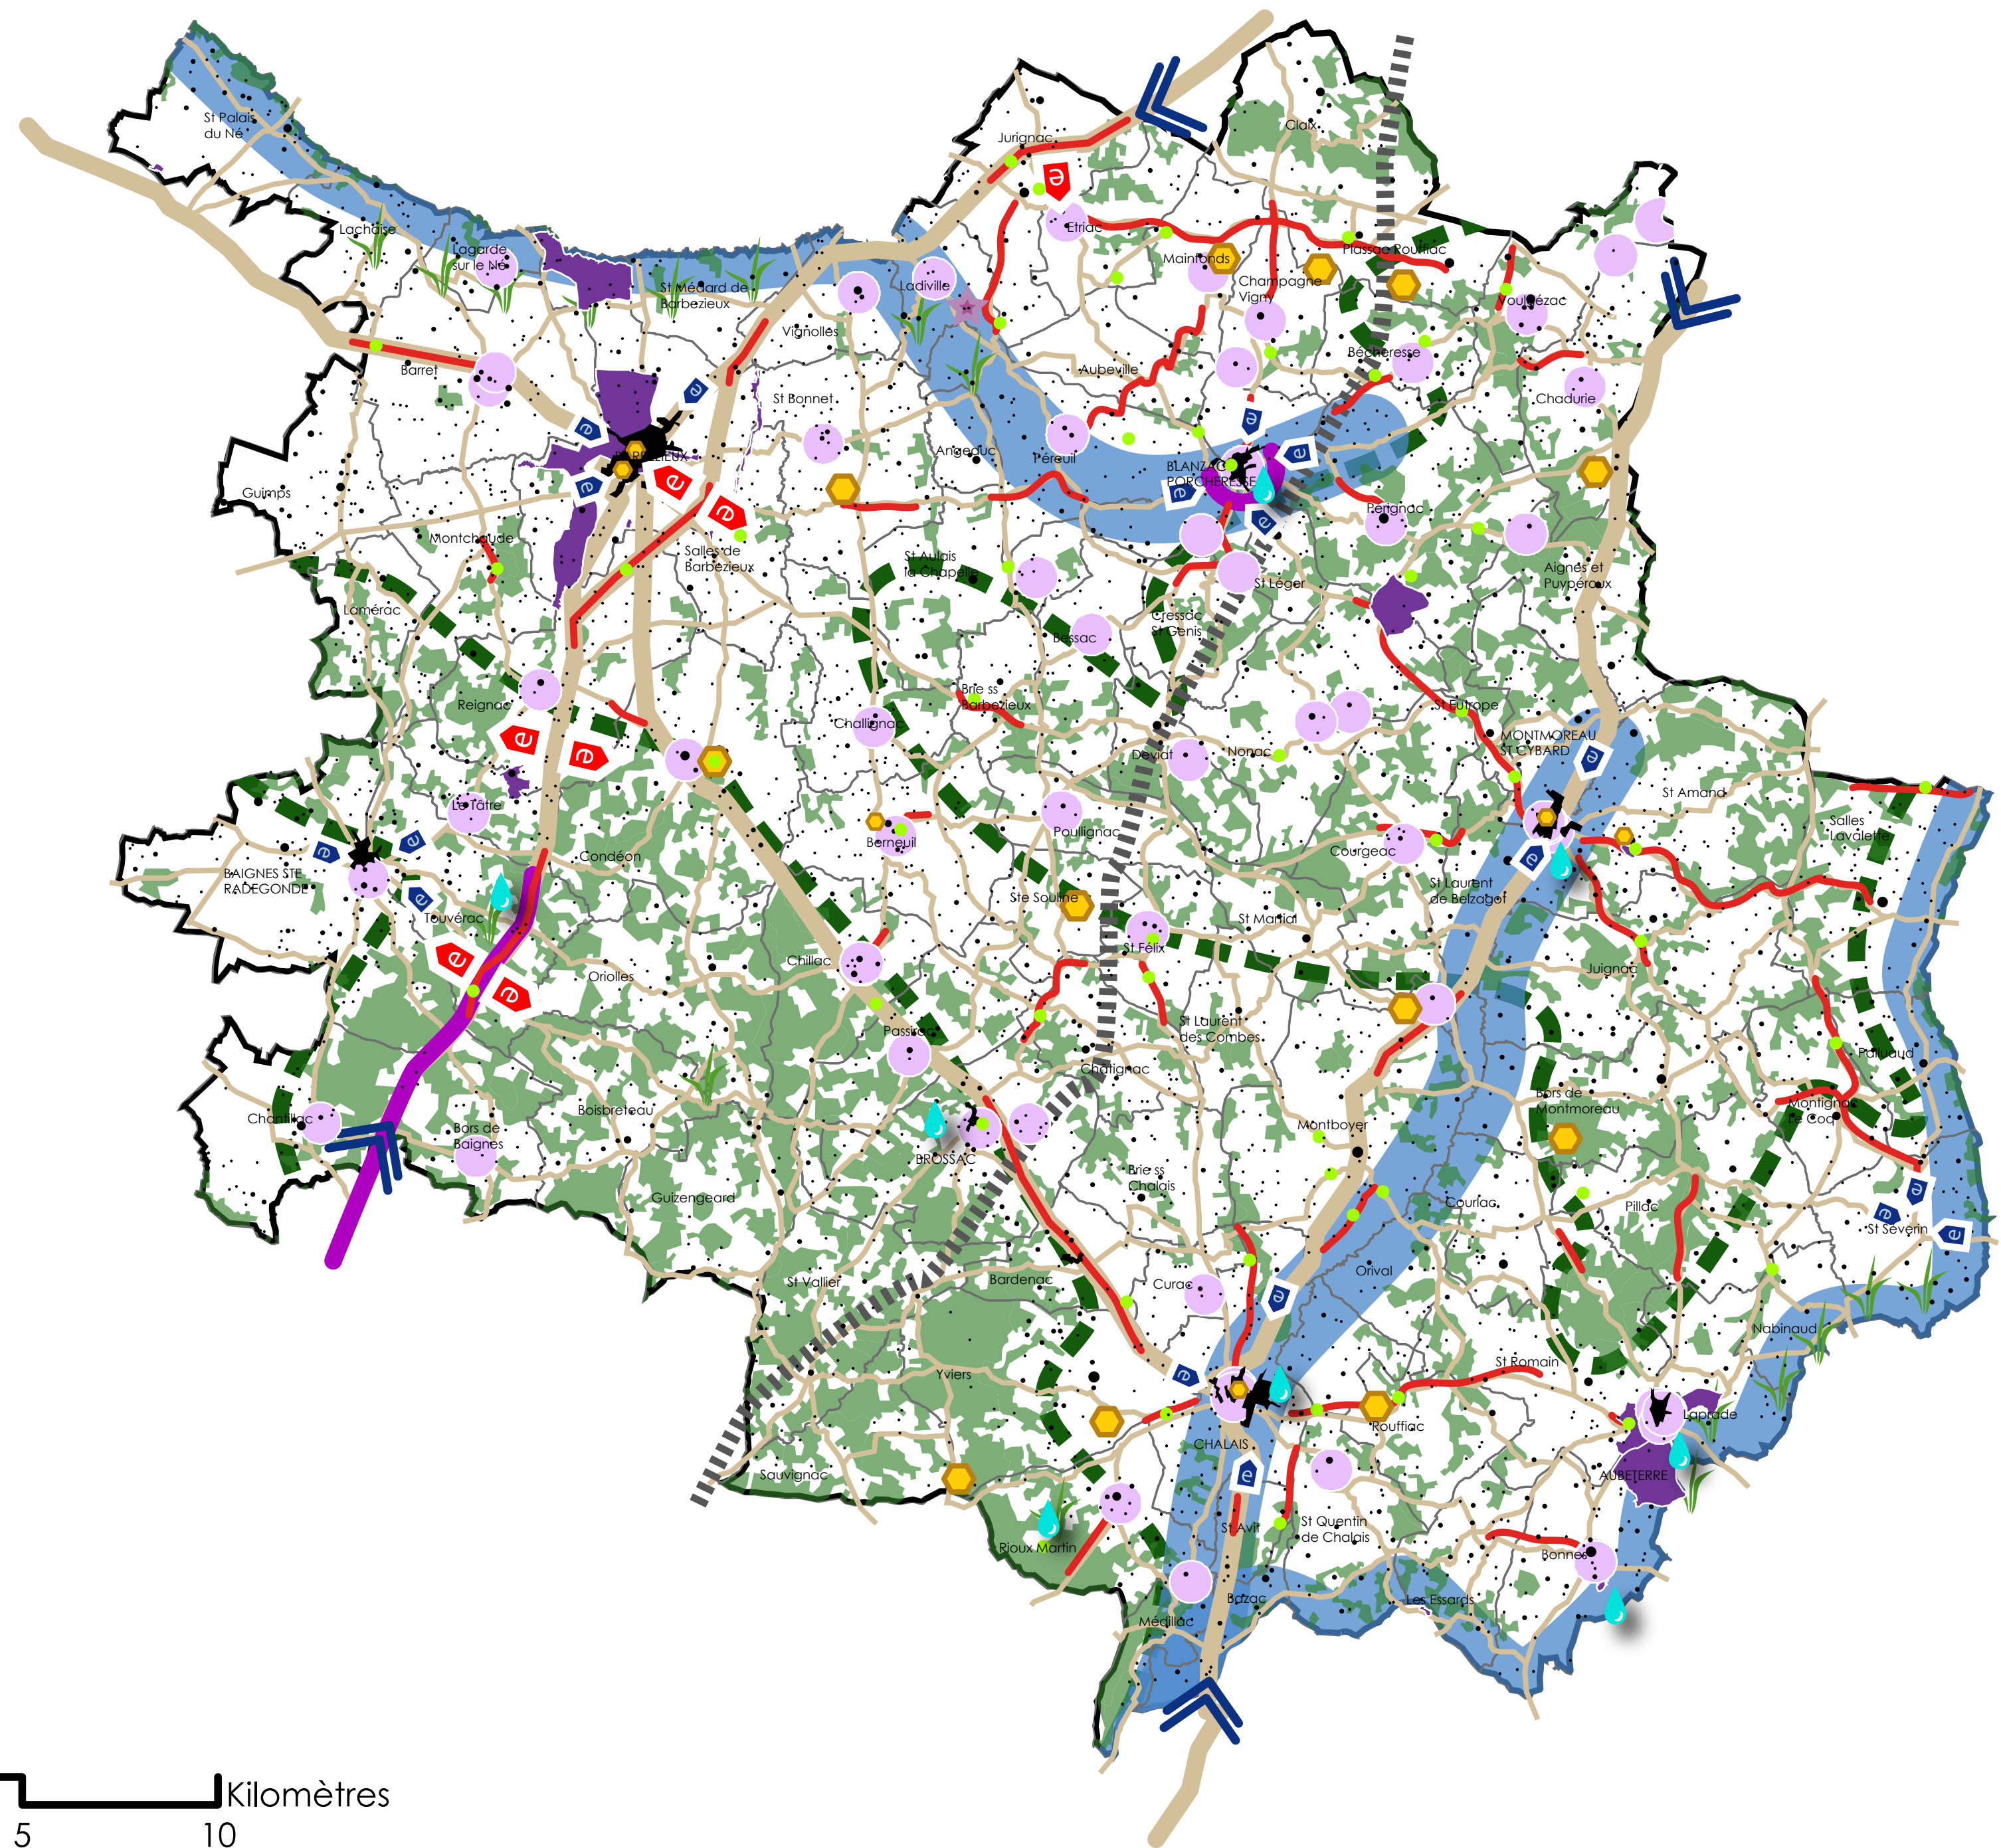 St Palais
du Né
Jurignac
Claix
Lachaise
Etriac
Lagarde
sur le Né
Plassac Rouffiac
Mainfonds
Champagne
Vigny
St Médard de
Barbezieux
Ladiville
Voulgézac
Vignolles
Bécheresse
Barret
Aubeville
St Bonnet
Chadurie
Angeduc
Péreuil
BLANZAC
PORCHERESSE
Guimps
Pérignac
Montchaude
Salles de
Barbezieux
St Aulais
la Chapelle
Aignes et
Puypéroux
St Léger
Lamérac
Cressac
St Genis
Bessac
Reignac
Brie ss
Barbezieux
St Eutrope
Challignac
MONTMOREAU
ST CYBARD
Deviat
Nonac
Le Tâtre
St Amand
Poullignac
Salles
Lavalette
Berneuil
Courgeac
Condéon
BAIGNES STE
RADEGONDE
St Laurent
de Belzagot
Ste Souline
Touvérac
St Martial
St Félix
Chillac
Oriolles
Juignac
St Laurent
des Combes
Passirac
Palluaud
Chatignac
Boisbreteau
Bors de
Montmoreau
Montignac
Le Coq
Chantillac
Bors de
Baignes
Montboyer
BROSSAC
Brie ss
Chalais
Guizengeard
Courlac
Pillac
St Séverin
St Vallier
Bardenac
Curac
Orival
Nabinaud
Yviers
St Romain
Laprade
Rouffiac
CHALAIS
Sauvignac
AUBETERRE
St Avit
St Quentin
de Chalais
Rioux Martin
Bonnes
Bazac
Les Essards
Médillac
Kilomètres
5 10